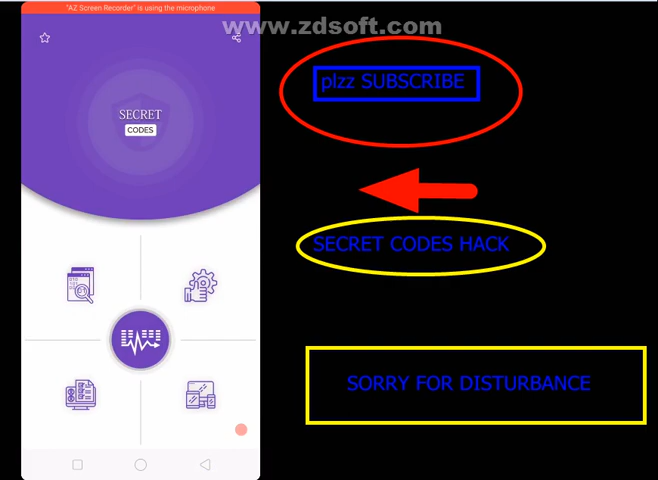 "AZ Screen Recorder" is using the microphone
www.zdsoft.com
plzz SUBSCRIBE
SECRET
CODES
SECRET CODES HACK
SORRY FOR DISTURBANCE